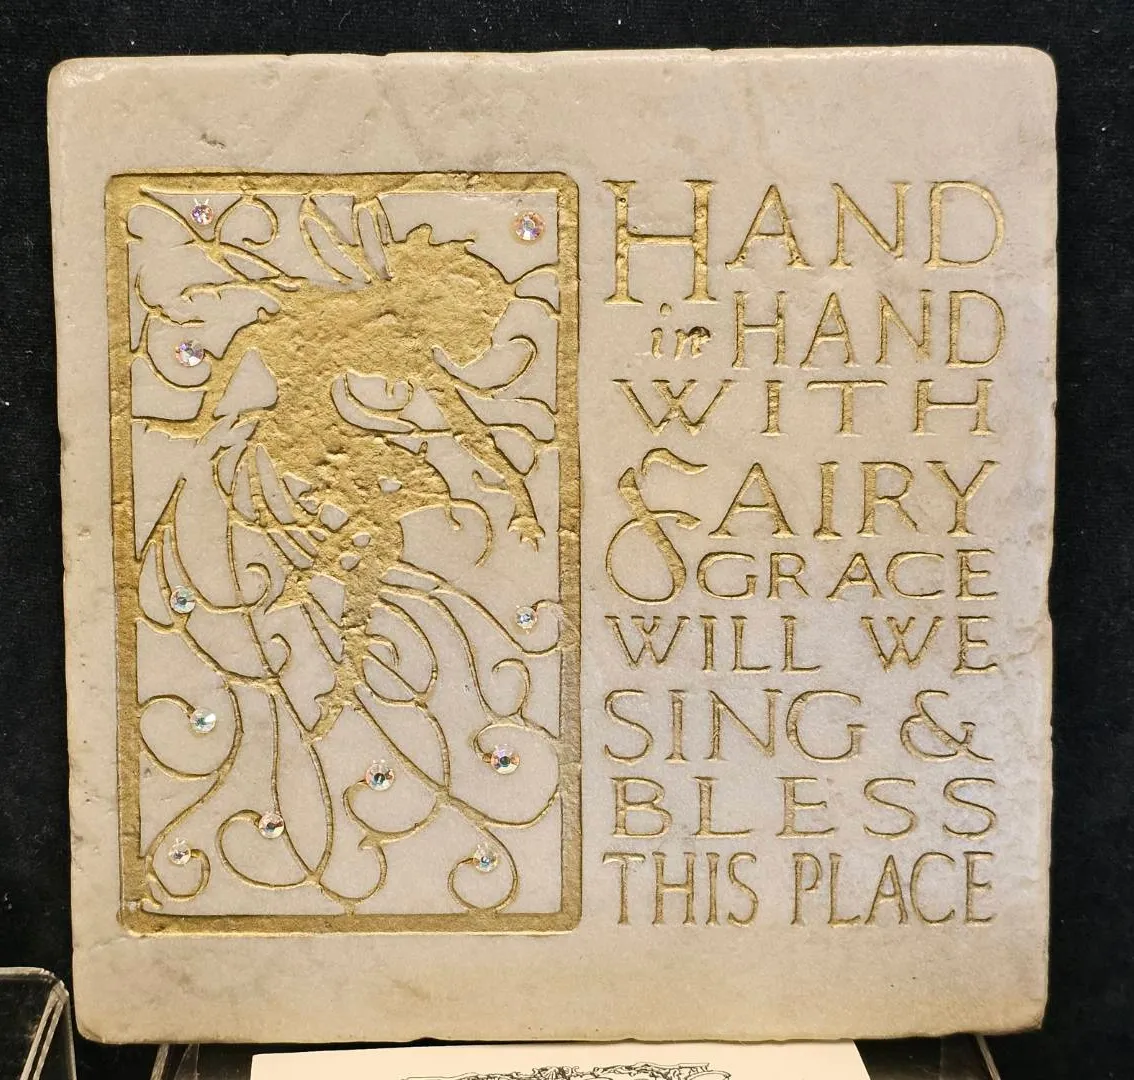 HAND
in HAND
WITH
FAIRY
GRACE
WILL WE
SING &
BLESS
THIS PLACE